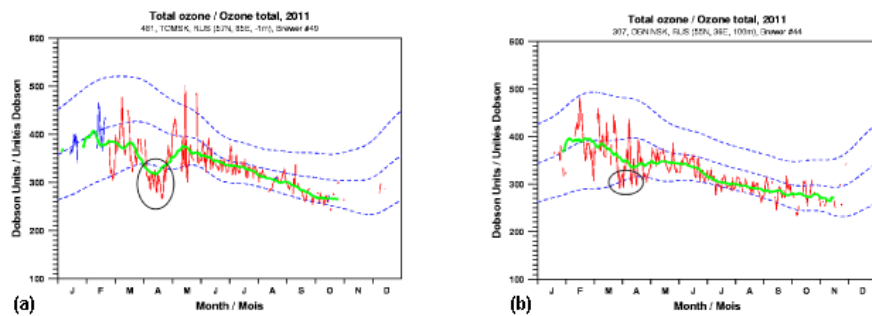 Total ozone / Ozone total, 2011
461, TOMSK, RUS (57N, 85E, -1m), Brewer #49
Dobson Units / Unites Dobson
600
500
400
300
200
100
J F M A M J J A S O N D
Month / Mois
(a)
Total ozone / Ozone total, 2011
307, OBNINSK, RUS (55N, 36E, 100m), Brewer #44
Dobson Units / Unites Dobson
600
500
400
300
200
100
J F M A M J J A S O N D
Month / Mois
(b)